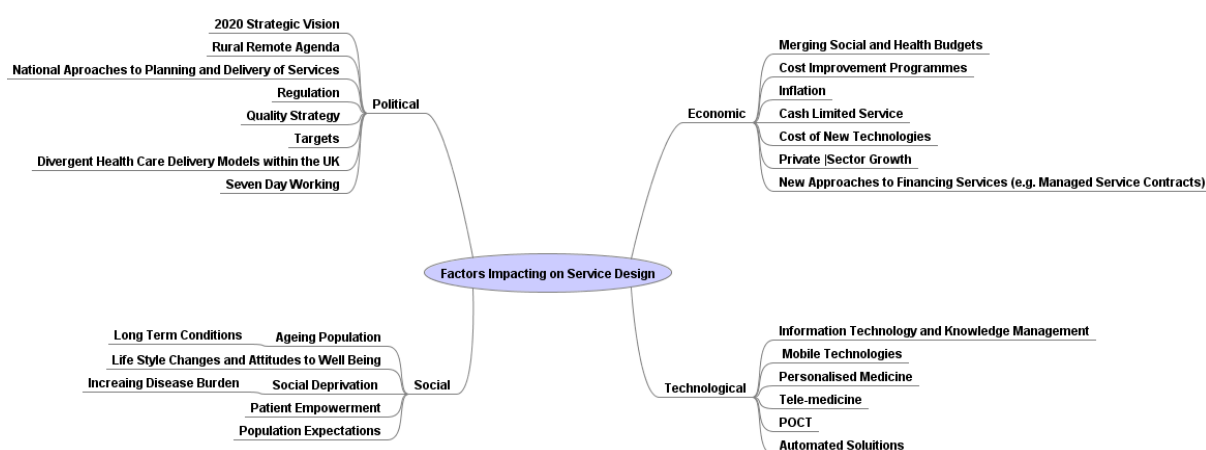 2020 Strategic Vision
Rural Remote Agenda
National Aproaches to Planning and Delivery of Services
Regulation
Quality Strategy
Targets
Divergent Health Care Delivery Models within the UK
Seven Day Working
Political
Merging Social and Health Budgets
Cost Improvement Programmes
Inflation
Cash Limited Service
Cost of New Technologies
Private |Sector Growth
New Approaches to Financing Services (e.g. Managed Service Contracts)
Economic
Factors Impacting on Service Design
Long Term Conditions
Ageing Population
Life Style Changes and Attitudes to Well Being
Increaing Disease Burden
Social Deprivation
Patient Empowerment
Population Expectations
Social
Information Technology and Knowledge Management
Mobile Technologies
Personalised Medicine
Tele-medicine
POCT
Automated Soluitions
Technological